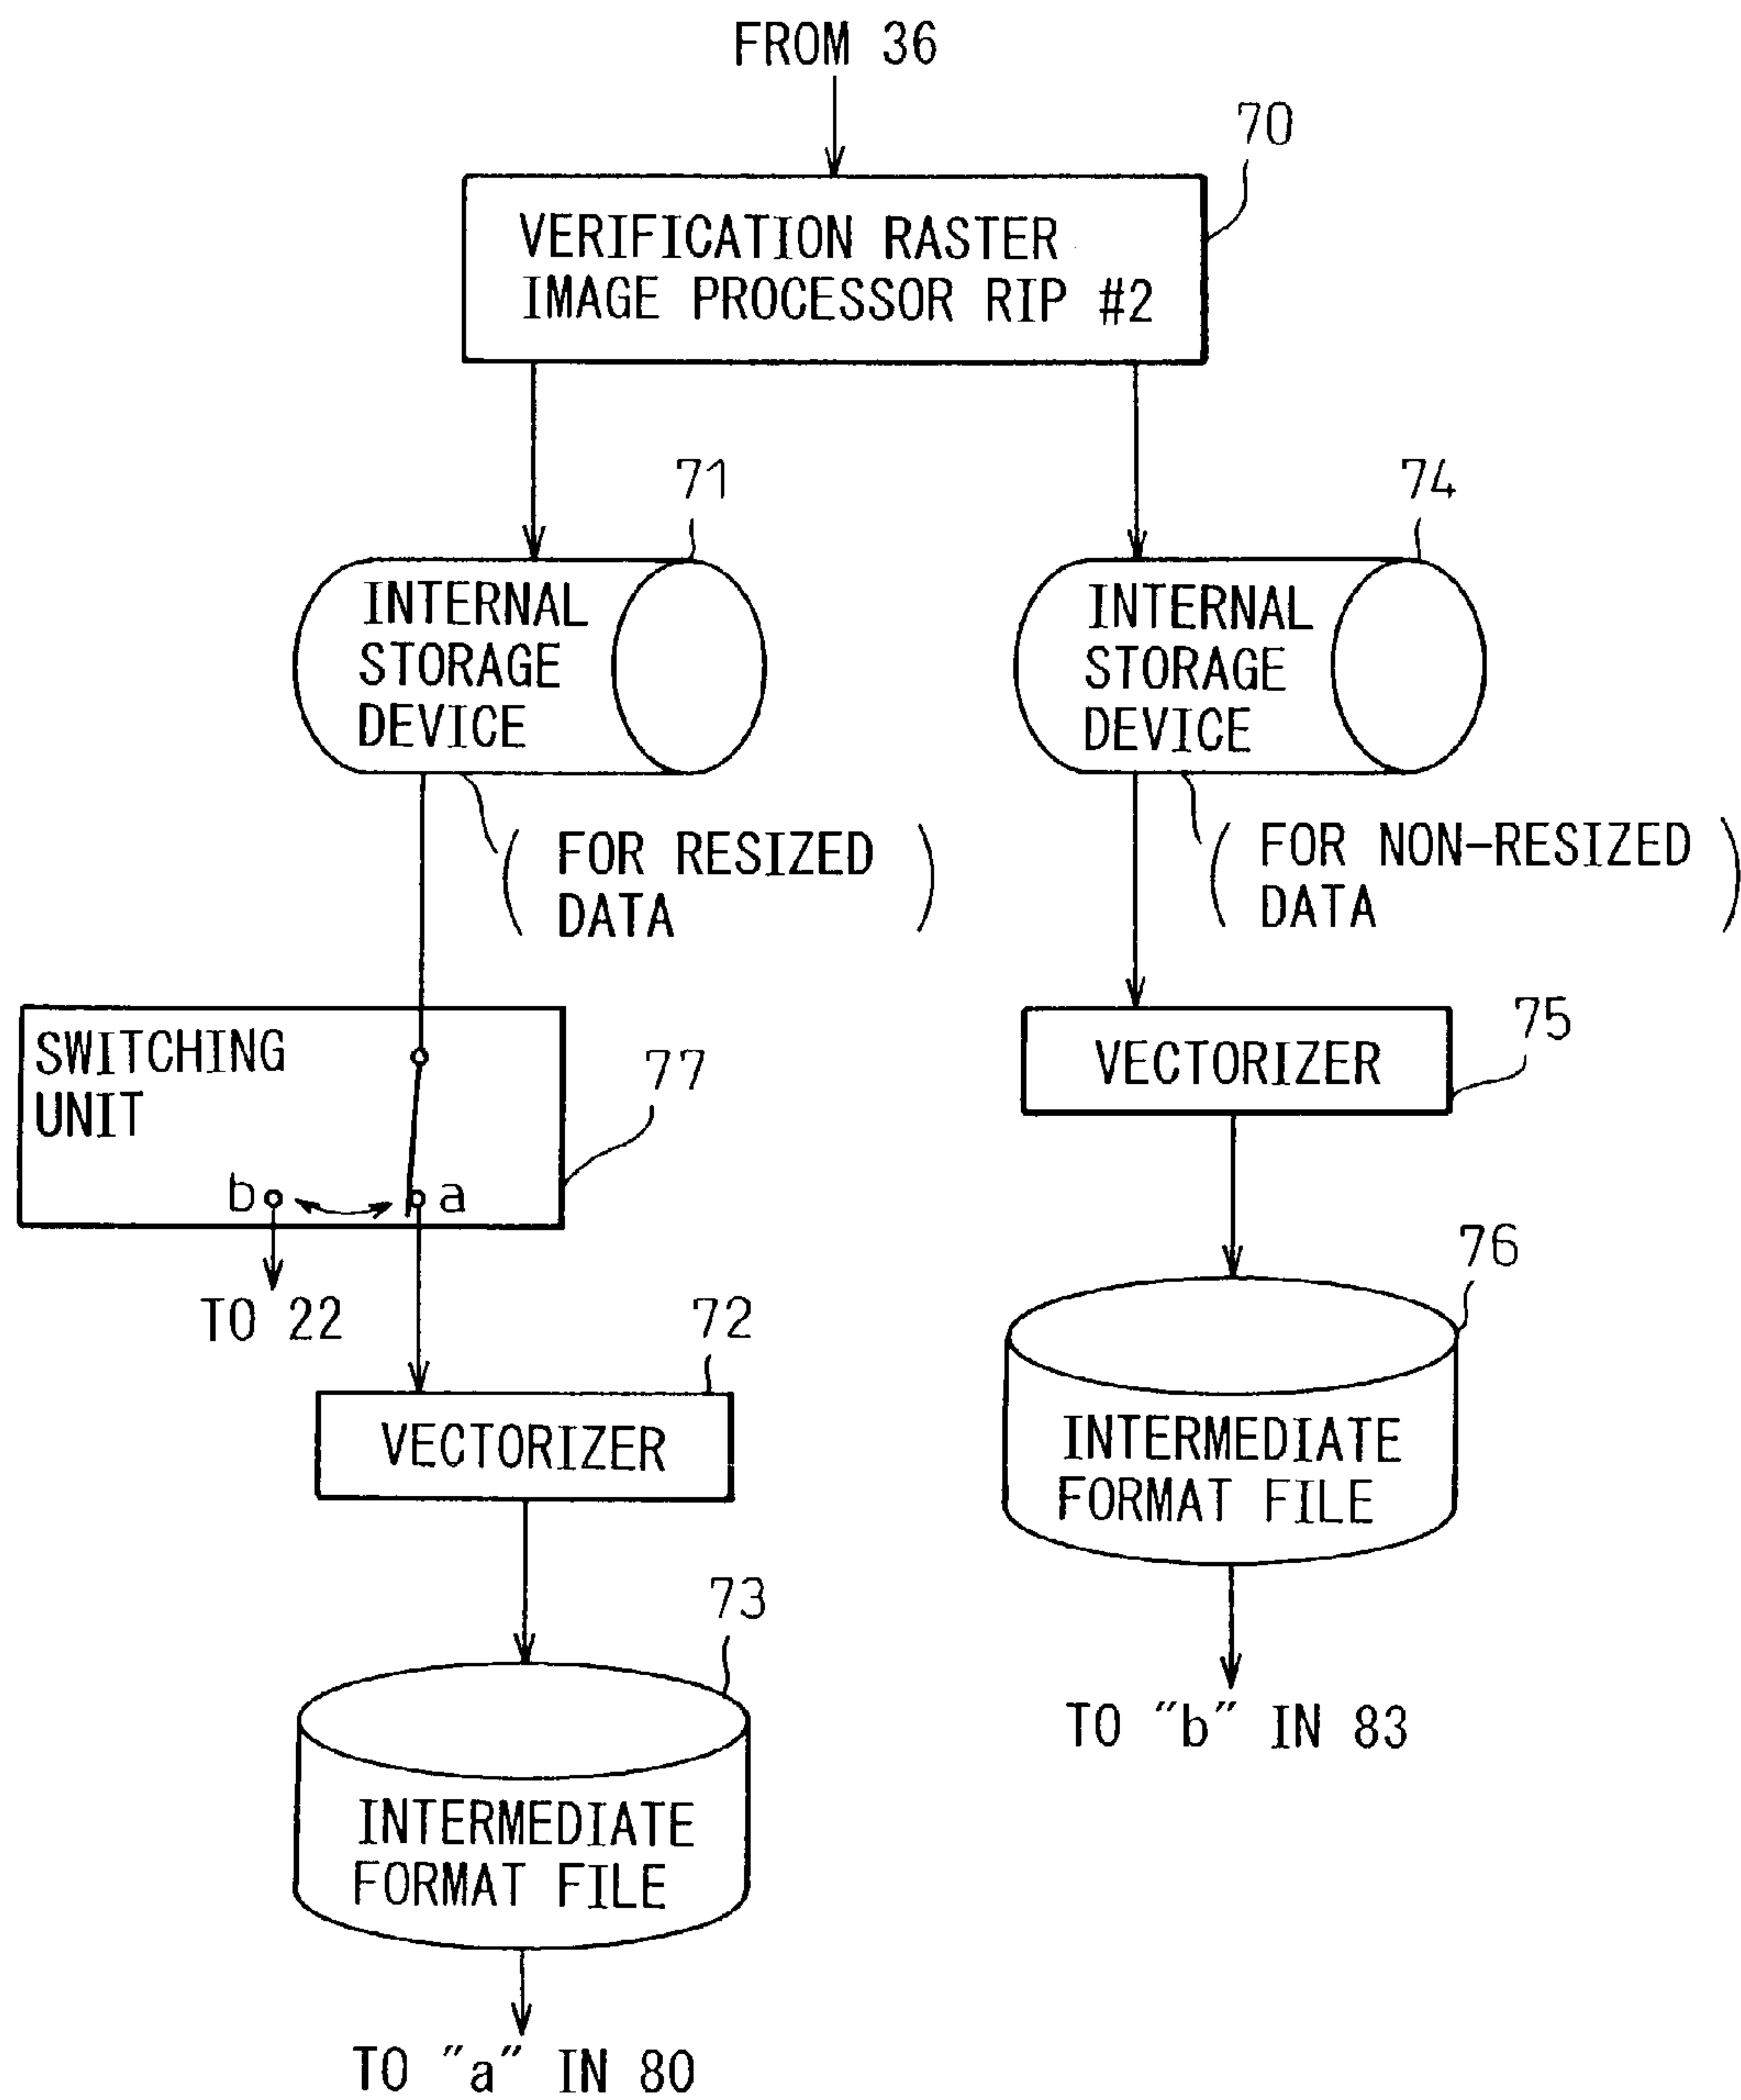 FROM 36
70
VERIFICATION RASTER
IMAGE PROCESSOR RIP #2
71
INTERNAL
STORAGE
DEVICE
(FOR RESIZED
DATA)
74
INTERNAL
STORAGE
DEVICE
(FOR NON-RESIZED
DATA)
SWITCHING
UNIT
77
b
a
TO 22
75
VECTORIZER
72
VECTORIZER
76
INTERMEDIATE
FORMAT FILE
TO "b" IN 83
73
INTERMEDIATE
FORMAT FILE
TO "a" IN 80